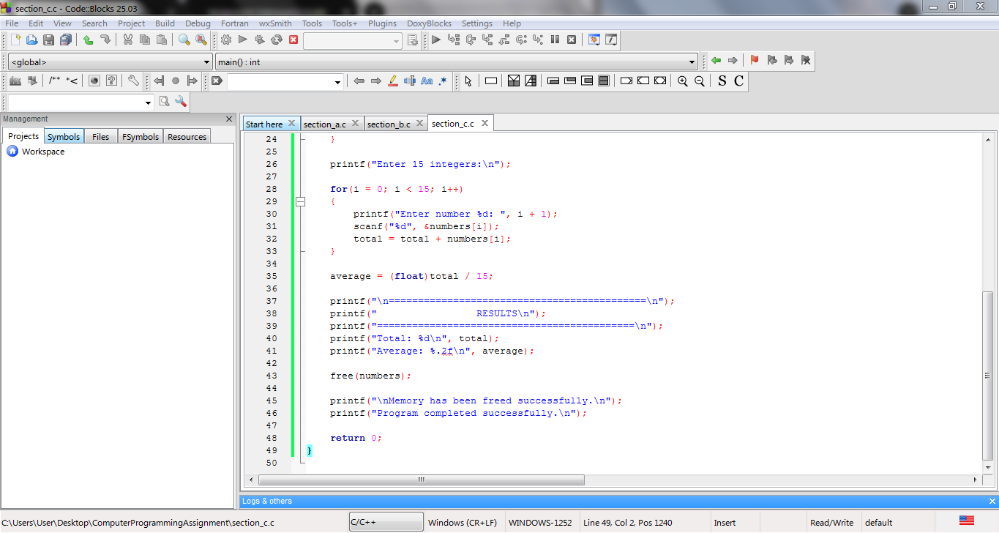 section_c.c - Code::Blocks 25.03
File Edit View Search Project Build Debug Fortran wxSmith Tools Tools+ Plugins DoxyBlocks Settings Help
<global> main() : int
/** *< ? Aa .* S C
Management
Projects Symbols Files FSymbols Resources
Workspace
Start here section_a.c section_b.c section_c.c
24     }
25
26     printf("Enter 15 integers:\n");
27
28     for(i = 0; i < 15; i++)
29     {
30         printf("Enter number %d: ", i + 1);
31         scanf("%d", &numbers[i]);
32         total = total + numbers[i];
33     }
34
35     average = (float)total / 15;
36
37     printf("\n============================================\n");
38     printf("                 RESULTS\n");
39     printf("============================================\n");
40     printf("Total: %d\n", total);
41     printf("Average: %.2f\n", average);
42
43     free(numbers);
44
45     printf("\nMemory has been freed successfully.\n");
46     printf("Program completed successfully.\n");
47
48     return 0;
49 }
50
Logs & others
C:\Users\User\Desktop\ComputerProgrammingAssignment\section_c.c C/C++ Windows (CR+LF) WINDOWS-1252 Line 49, Col 2, Pos 1240 Insert Read/Write default